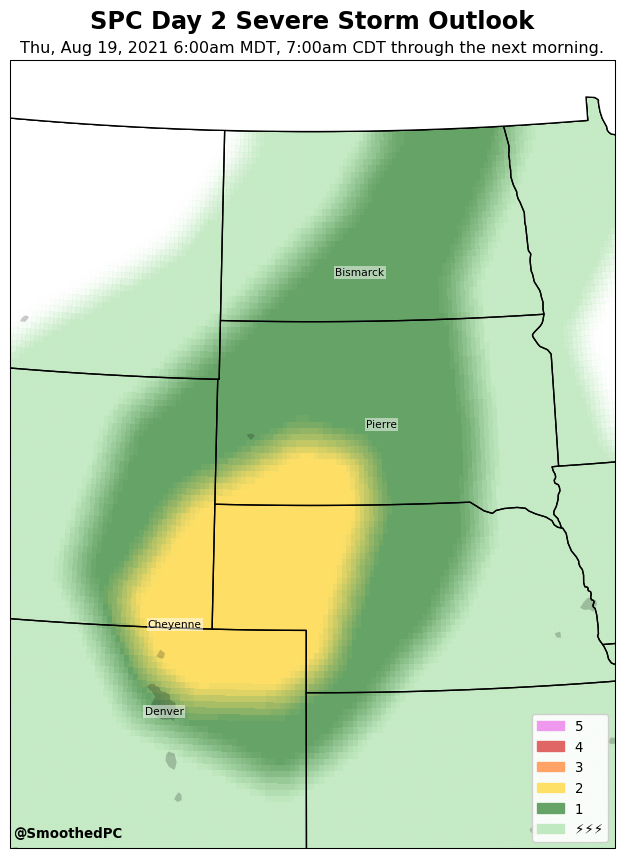 SPC Day 2 Severe Storm Outlook
Thu, Aug 19, 2021 6:00am MDT, 7:00am CDT through the next morning.
Bismarck
Pierre
Cheyenne
Denver
5
4
3
2
1
⚡⚡⚡
@SmoothedPC